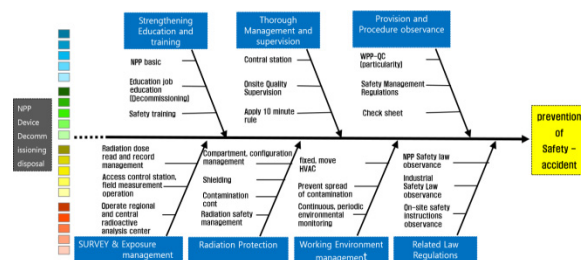 Strengthening
Education and
training
Thorough
Management and
supervision
Provision and
Procedure observance
NPP basic
Education job
education
(Decommissioning)
Safety training
Contral station
Onsite Quality
Supervision
Apply 10 minute
rule
WPP-QC
(particularity)
Safety Management
Regulations
Check sheet
NPP
Device
Decomm
issioning
disposal
prevention
of
Safety -
accident
Radiation dose
read and record
management
Access control station,
field measurement
operation
Operate regional
and central
radioactive
analysis center
Compartment, configuration
management
Shielding
Contamination
cont
Radiation safety
management
fixed, move
HVAC
Prevent spread
of contamination
Continuous, periodic
environmental
monitoring
NPP Safety law
observance
Industrial
Safety Law
observance
On-site safety
instructions
observance
SURVEY & Exposure
management
Radiation Protection
Working Environment
management
Related Law
Regulations